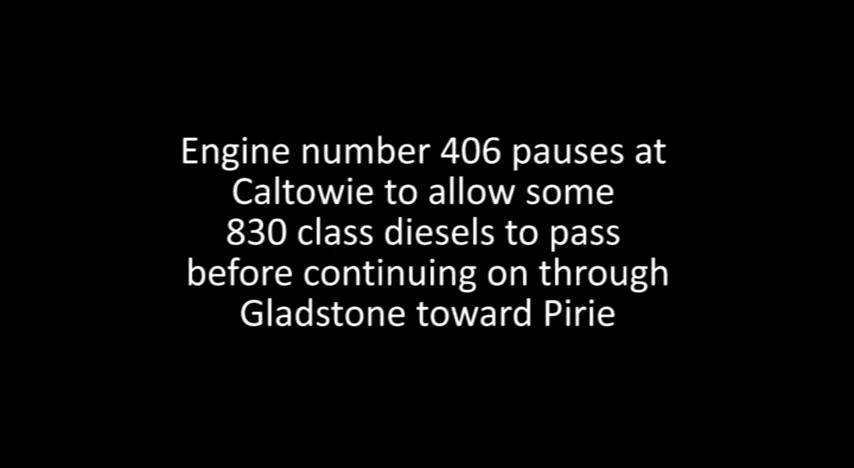 Engine number 406 pauses at
Caltowie to allow some
830 class diesels to pass
before continuing on through
Gladstone toward Pirie